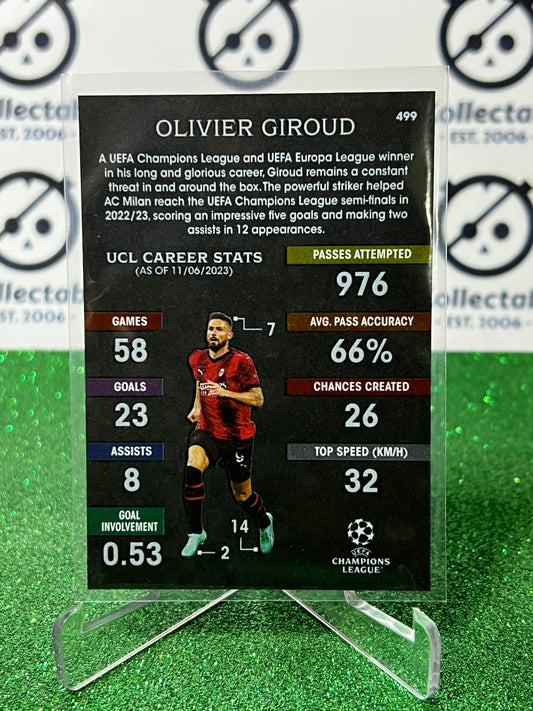 Collectab
EST. 2006 -
499
OLIVIER GIROUD
A UEFA Champions League and UEFA Europa League winner
in his long and glorious career, Giroud remains a constant
threat in and around the box. The powerful striker helped
AC Milan reach the UEFA Champions League semi-finals in
2022/23, scoring an impressive five goals and making two
assists in 12 appearances.
UCL CAREER STATS
(AS OF 11/06/2023)
PASSES ATTEMPTED
976
GAMES
58
7
AVG. PASS ACCURACY
66%
GOALS
23
CHANCES CREATED
26
ASSISTS
8
TOP SPEED (KM/H)
32
GOAL
INVOLVEMENT
0.53
14
2
UEFA
CHAMPIONS
LEAGUE